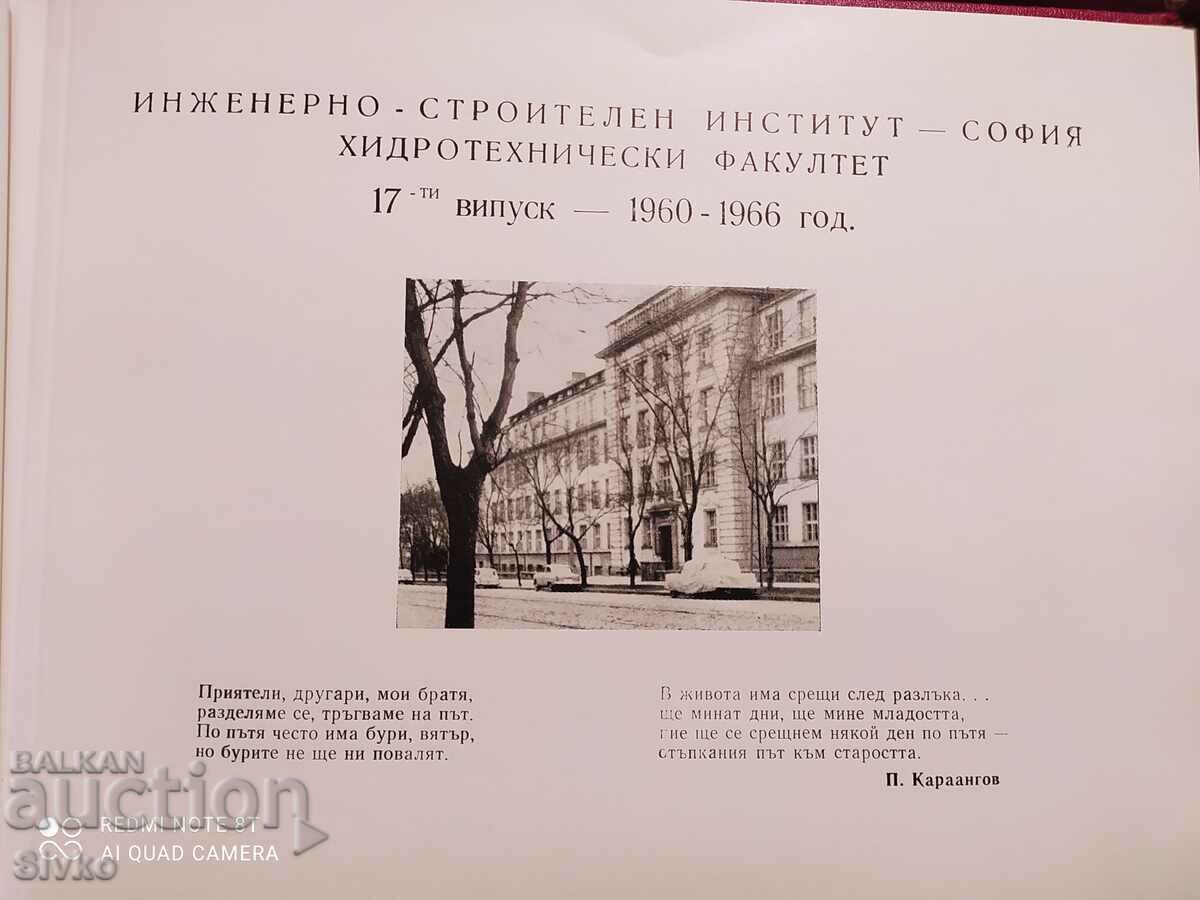 ИНЖЕНЕРНО - СТРОИТЕЛЕН ИНСТИТУТ — СОФИЯ
ХИДРОТЕХНИЧЕСКИ ФАКУЛТЕТ
17-ти випуск — 1960 - 1966 год.
Приятели, другари, мои братя,
разделяме се, тръгваме на път.
По пътя често има бури, вятър,
но бурите не ще ни повалят.
В живота има срещи след разлъка. . .
ще минат дни, ще мине младостта,
ние ще се срещнем някой ден по пътя —
стъпкания път към старостта.
П. Караангов
BALKAN
auction
REDMI NOTE 8T
AI QUAD CAMERA
Sivko